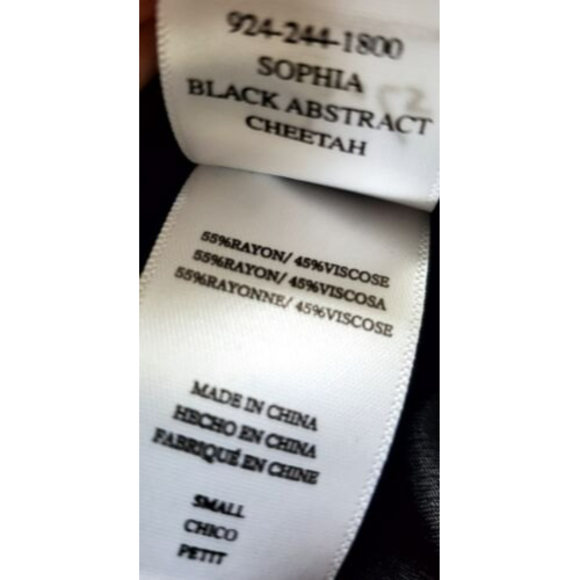 924-244-1800
SOPHIA
BLACK ABSTRACT
CHEETAH
55%RAYON/ 45%VISCOSE
55%RAYON/ 45%VISCOSA
55%RAYONNE/ 45%VISCOSE
MADE IN CHINA
HECHO EN CHINA
FABRIQUÉ EN CHINE
SMALL
CHICO
PETIT